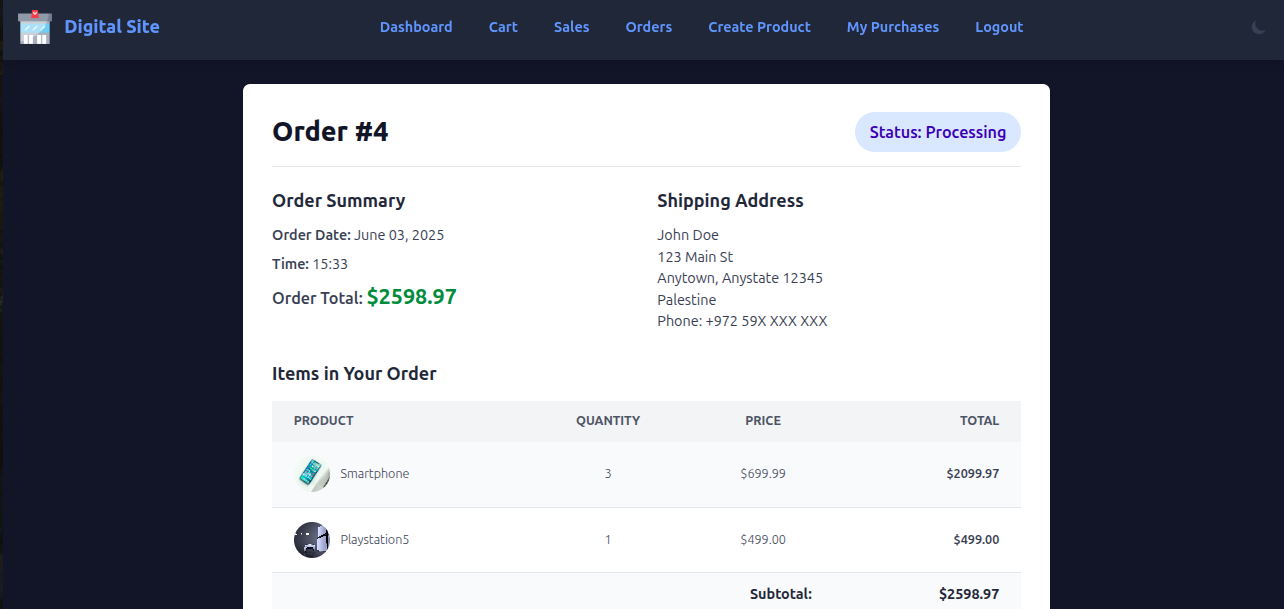 Digital Site
Dashboard Cart Sales Orders Create Product My Purchases Logout
Order #4
Status: Processing
Order Summary
Order Date: June 03, 2025
Time: 15:33
Order Total: $2598.97
Shipping Address
John Doe
123 Main St
Anytown, Anystate 12345
Palestine
Phone: +972 59X XXX XXX
Items in Your Order
PRODUCT QUANTITY PRICE TOTAL
Smartphone 3 $699.99 $2099.97
Playstation5 1 $499.00 $499.00
Subtotal: $2598.97